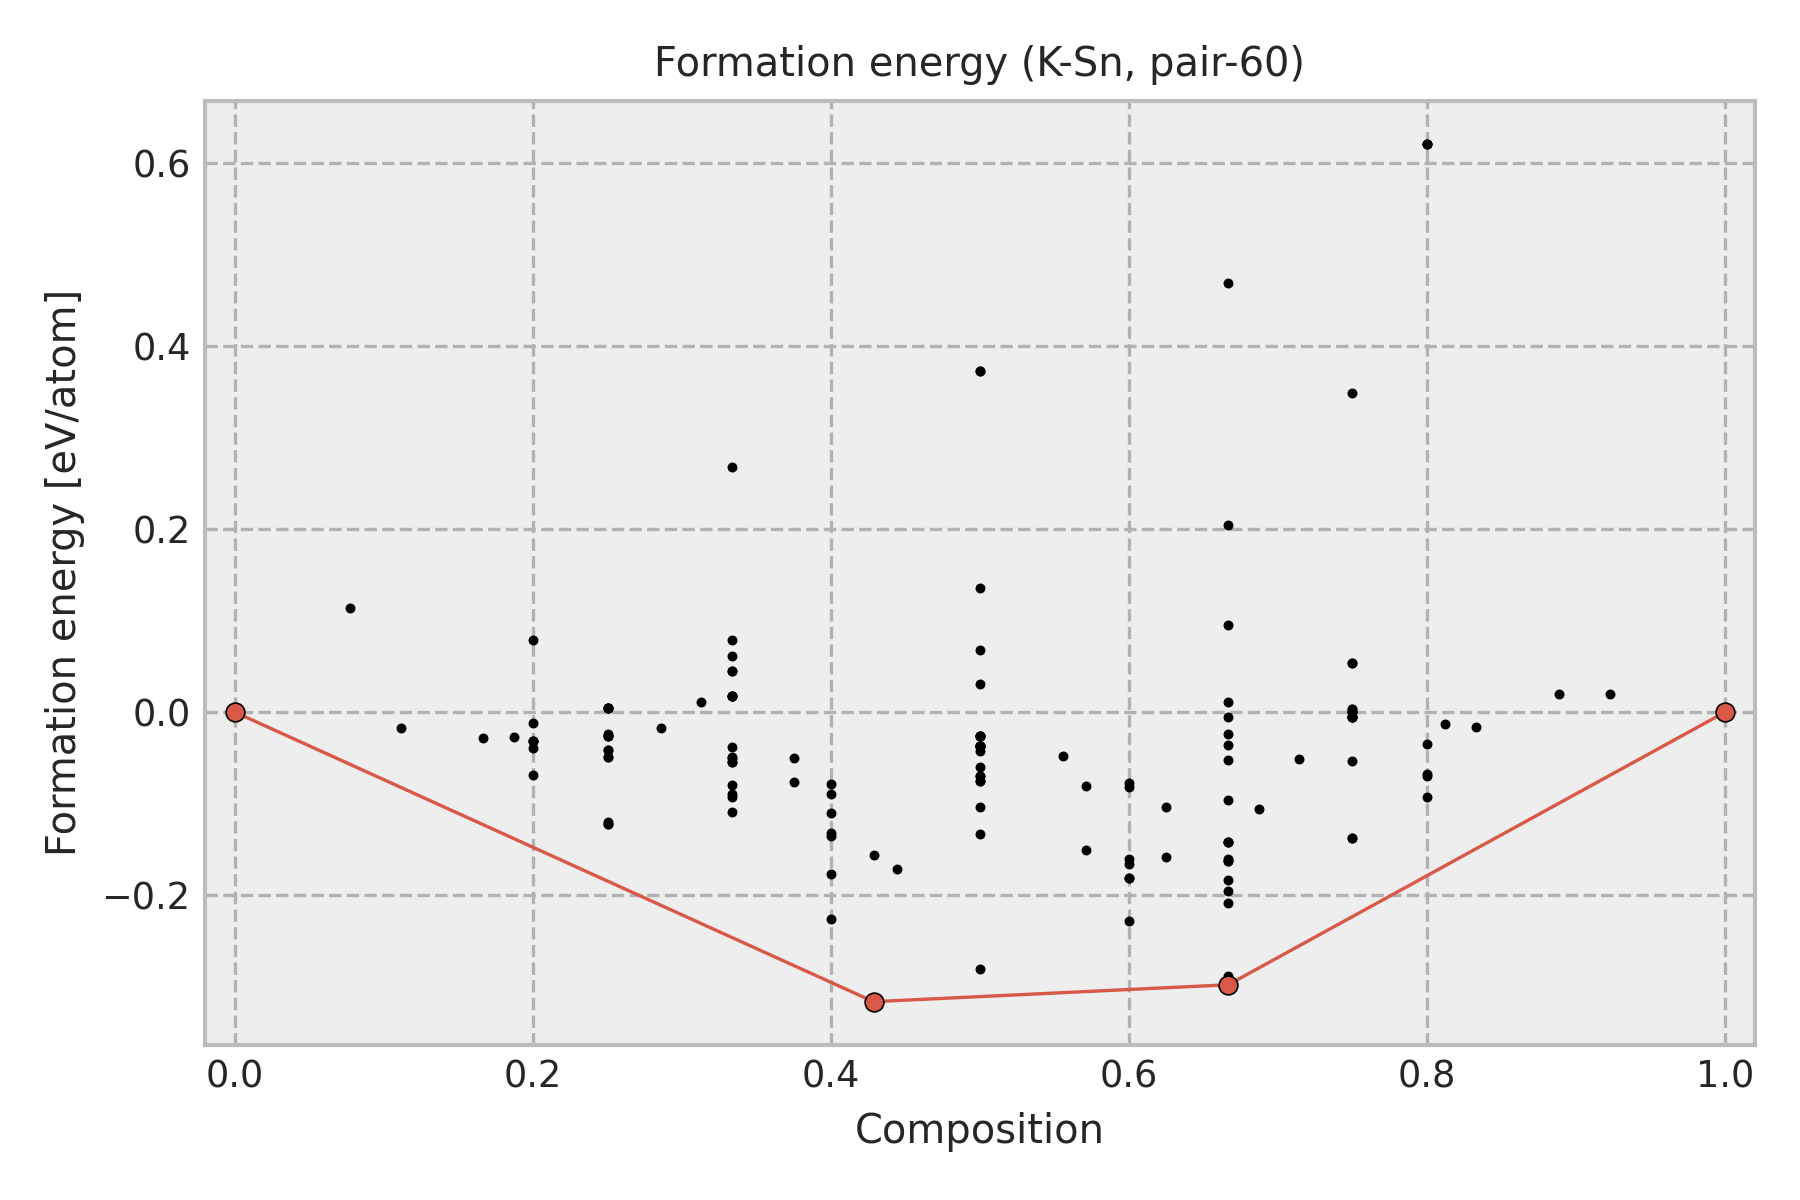 Formation energy (K-Sn, pair-60)
Formation energy [eV/atom]
0.6
0.4
0.2
0.0
−0.2
0.0 0.2 0.4 0.6 0.8 1.0
Composition